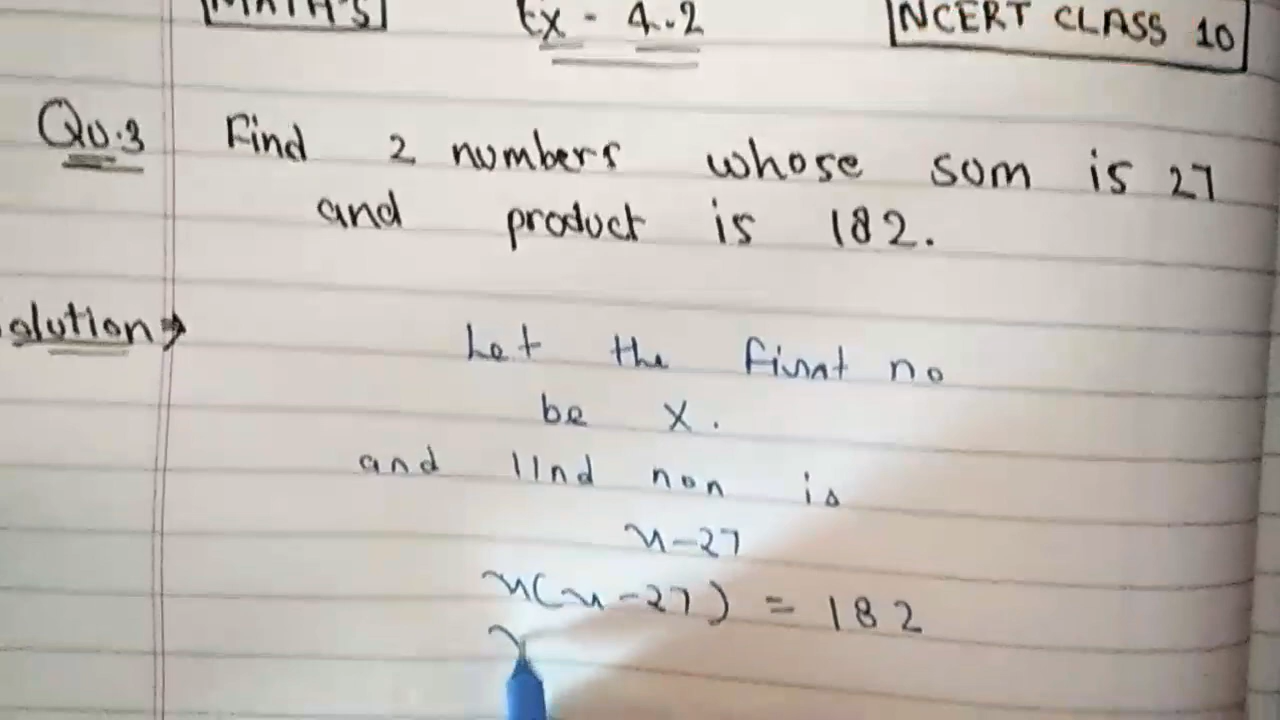 MATH'S Ex - 4.2 NCERT CLASS 10
Qu.3 Find 2 numbers whose som is 27
and product is 182.
olution ⇒
Let the first no
be x.
and IInd non is
x-27
x(x-27) = 182
x